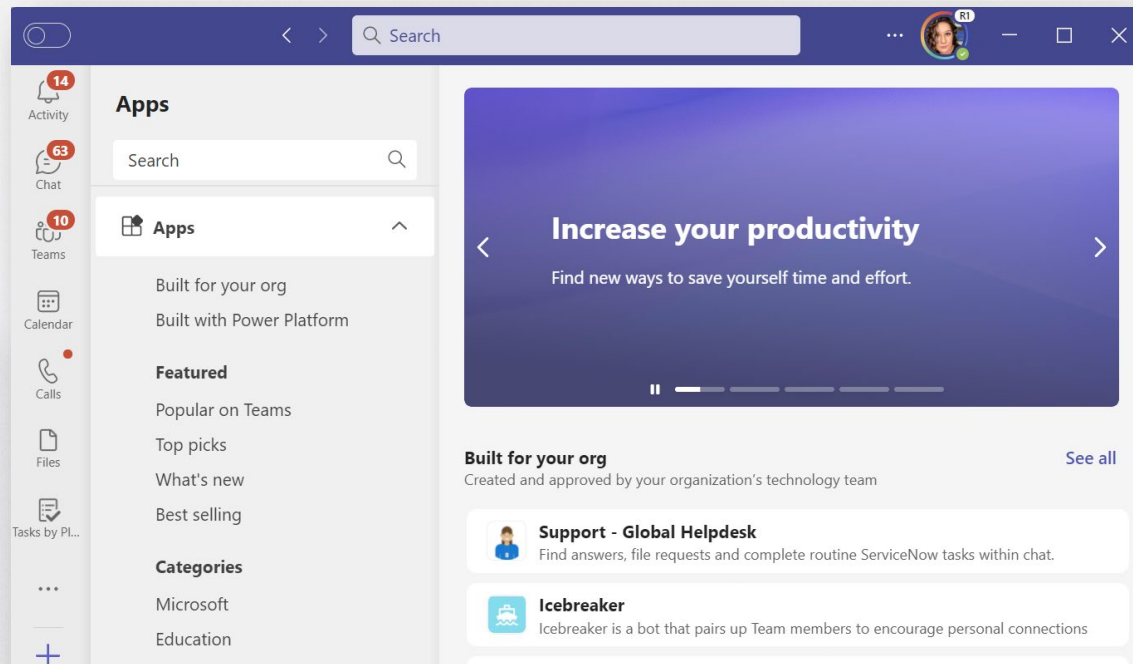 Search
...
R1
14
Activity
63
Chat
10
Teams
Calendar
Calls
Files
Tasks by Pl...
...
Apps
Search
Apps
Built for your org
Built with Power Platform
Featured
Popular on Teams
Top picks
What's new
Best selling
Categories
Microsoft
Education
Increase your productivity
Find new ways to save yourself time and effort.
Built for your org
See all
Created and approved by your organization's technology team
Support - Global Helpdesk
Find answers, file requests and complete routine ServiceNow tasks within chat.
Icebreaker
Icebreaker is a bot that pairs up Team members to encourage personal connections